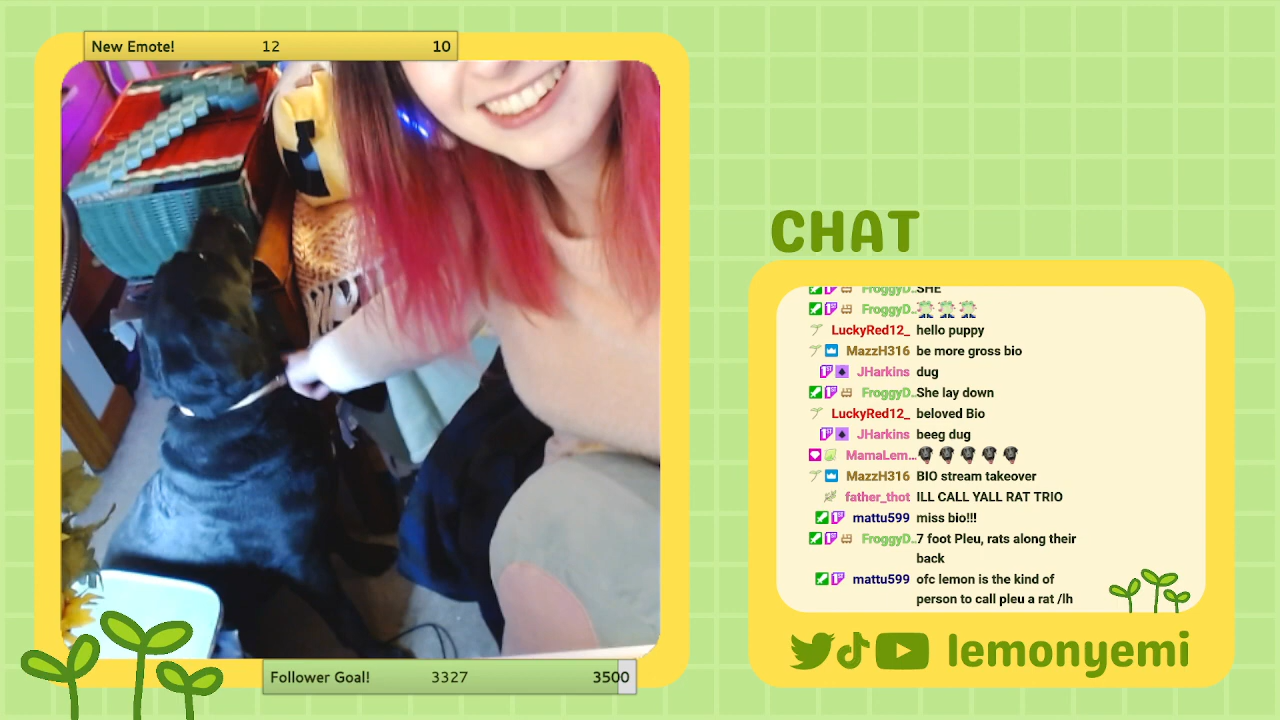 New Emote! 12 10
CHAT
FroggyD.. SHE
FroggyD..
LuckyRed12_ hello puppy
MazzH316 be more gross bio
JHarkins dug
FroggyD.. She lay down
LuckyRed12_ beloved Bio
JHarkins beeg dug
MamaLem...
MazzH316 BIO stream takeover
father_thot ILL CALL YALL RAT TRIO
mattu599 miss bio!!!
FroggyD.. 7 foot Pleu, rats along their
back
mattu599 ofc lemon is the kind of
person to call pleu a rat /lh
lemonyemi
Follower Goal! 3327 3500